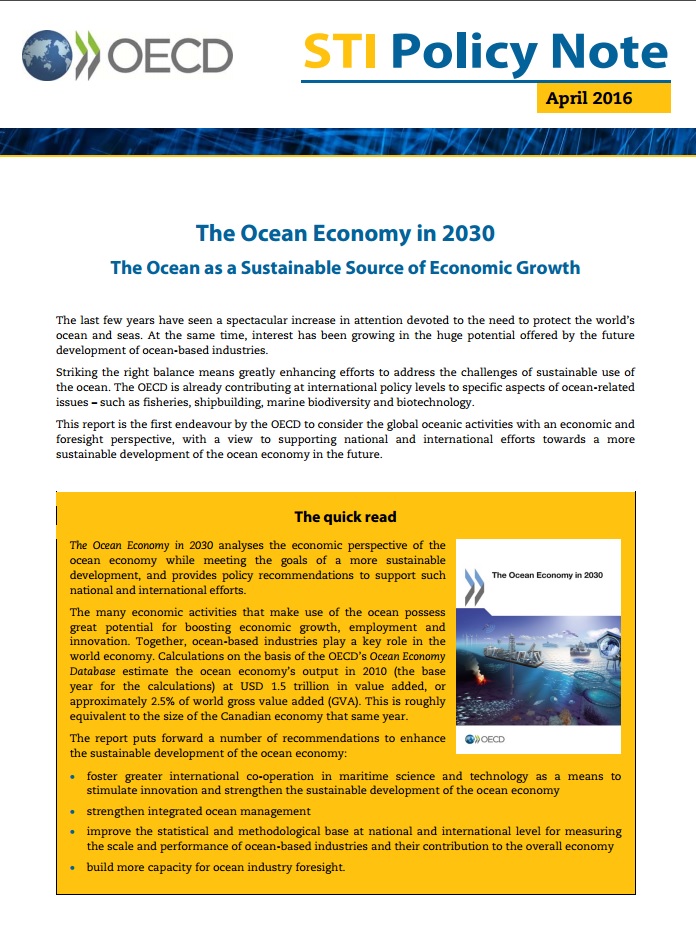 OECD
STI Policy Note
April 2016
The Ocean Economy in 2030
The Ocean as a Sustainable Source of Economic Growth
The last few years have seen a spectacular increase in attention devoted to the need to protect the world's
ocean and seas. At the same time, interest has been growing in the huge potential offered by the future
development of ocean-based industries.
Striking the right balance means greatly enhancing efforts to address the challenges of sustainable use of
the ocean. The OECD is already contributing at international policy levels to specific aspects of ocean-related
issues – such as fisheries, shipbuilding, marine biodiversity and biotechnology.
This report is the first endeavour by the OECD to consider the global oceanic activities with an economic and
foresight perspective, with a view to supporting national and international efforts towards a more
sustainable development of the ocean economy in the future.
The quick read
The Ocean Economy in 2030 analyses the economic perspective of the
ocean economy while meeting the goals of a more sustainable
development, and provides policy recommendations to support such
national and international efforts.
The many economic activities that make use of the ocean possess
great potential for boosting economic growth, employment and
innovation. Together, ocean-based industries play a key role in the
world economy. Calculations on the basis of the OECD's Ocean Economy
Database estimate the ocean economy's output in 2010 (the base
year for the calculations) at USD 1.5 trillion in value added, or
approximately 2.5% of world gross value added (GVA). This is roughly
equivalent to the size of the Canadian economy that same year.
The report puts forward a number of recommendations to enhance
the sustainable development of the ocean economy:
The Ocean Economy in 2030
OECD
• foster greater international co-operation in maritime science and technology as a means to
stimulate innovation and strengthen the sustainable development of the ocean economy
• strengthen integrated ocean management
• improve the statistical and methodological base at national and international level for measuring
the scale and performance of ocean-based industries and their contribution to the overall economy
• build more capacity for ocean industry foresight.